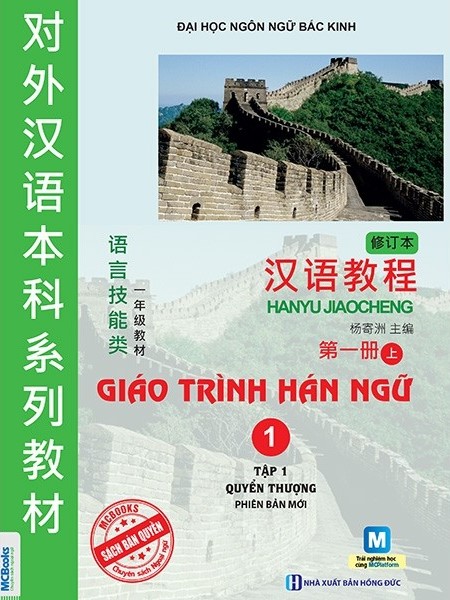 对外汉语本科系列教材
ĐẠI HỌC NGÔN NGỮ BẮC KINH
修订本
汉语教程
HANYU JIAOCHENG
杨寄洲 主编
第一册 上
语言技能类
一年级教材
GIÁO TRÌNH HÁN NGỮ
1
TẬP 1
QUYỂN THƯỢNG
PHIÊN BẢN MỚI
MCBOOKS
SÁCH BẢN QUYỀN
Chuyên sách Ngoại ngữ
MCBooks
M
Trải nghiệm học
cùng MCPlatform
NHÀ XUẤT BẢN HỒNG ĐỨC